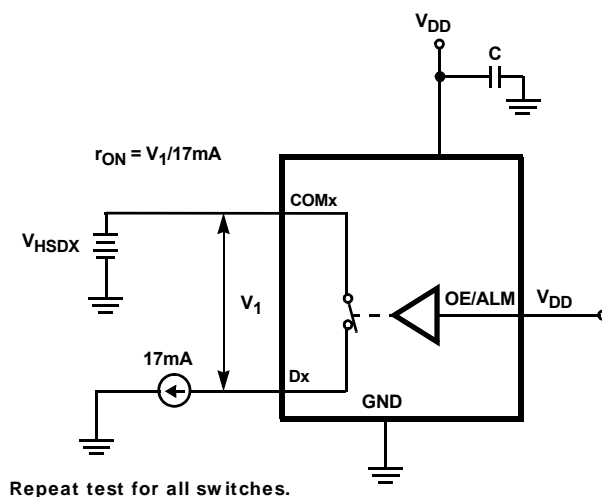 VDD
C
rON = V1/17mA
COMx
VHSDX
V1
OE/ALM
VDD
17mA
Dx
GND
Repeat test for all switches.